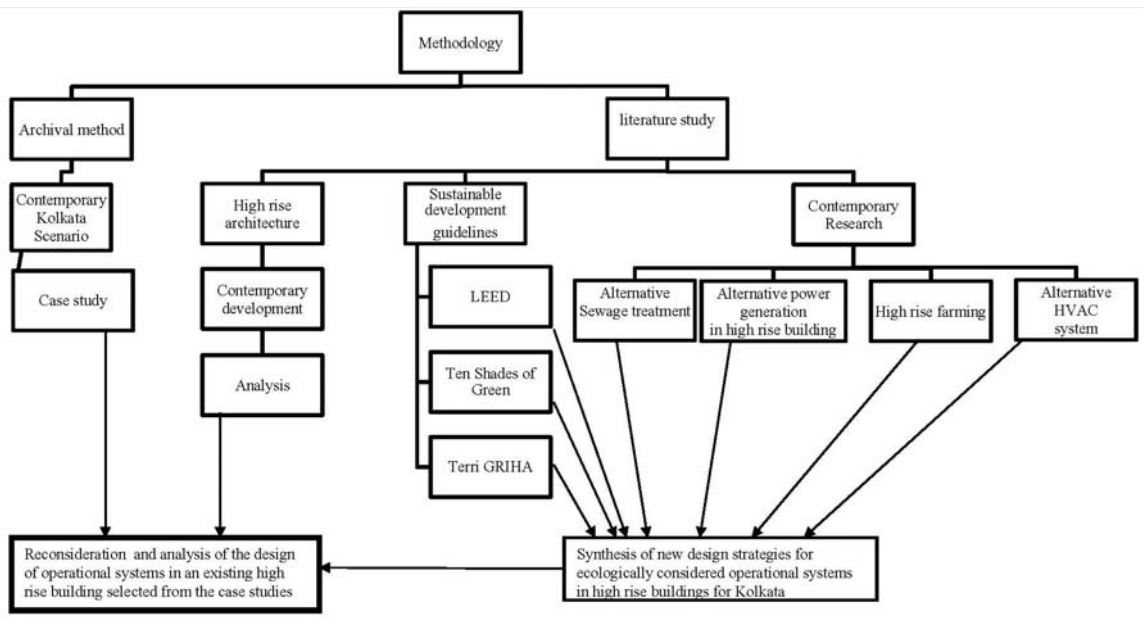 Methodology
Archival method
literature study
Contemporary
Kolkata
Scenario
High rise
architecture
Sustainable
development
guidelines
Contemporary
Research
Case study
Contemporary
development
LEED
Alternative
Sewage treatment
Alternative power
generation
in high rise building
High rise farming
Alternative
HVAC
system
Analysis
Ten Shades of
Green
Terri GRIHA
Reconsideration and analysis of the design
of operational systems in an existing high
rise building selected from the case studies
Synthesis of new design strategies for
ecologically considered operational systems
in high rise buildings for Kolkata